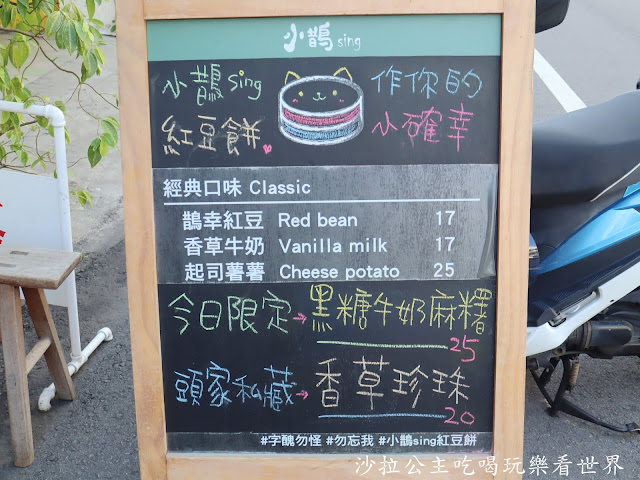 小鵲sing
小鵲sing 作你的
紅豆餅 小確幸
經典口味 Classic
鵲幸紅豆 Red bean 17
香草牛奶 Vanilla milk 17
起司薯薯 Cheese potato 25
今日限定→黑糖牛奶麻糬
25
頭家私藏→香草珍珠
20
#字醜勿怪 #勿忘我 #小鵲sing紅豆餅
沙拉公主吃喝玩樂看世界